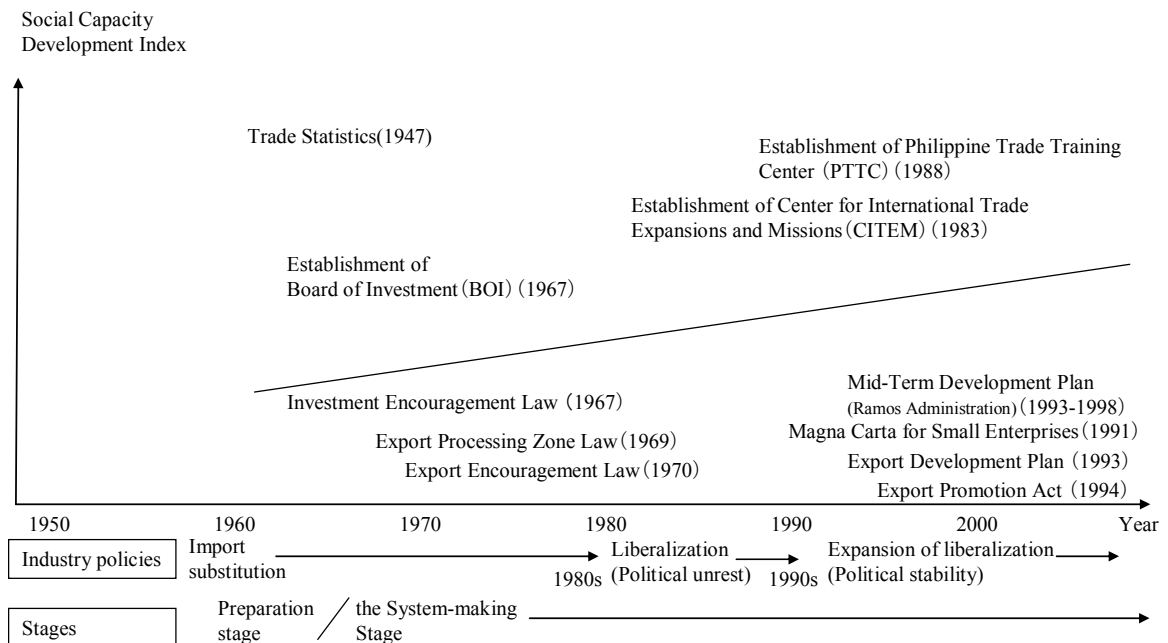 Social Capacity
Development Index
Trade Statistics(1947)
Establishment of Philippine Trade Training
Center (PTTC) (1988)
Establishment of Center for International Trade
Expansions and Missions(CITEM) (1983)
Establishment of
Board of Investment(BOI) (1967)
Investment Encouragement Law (1967)
Export Processing Zone Law(1969)
Export Encouragement Law(1970)
Mid-Term Development Plan
(Ramos Administration)(1993-1998)
Magna Carta for Small Enterprises(1991)
Export Development Plan (1993)
Export Promotion Act (1994)
1950 1960 1970 1980 1990 2000 Year
Industry policies
Import
substitution
1980s
Liberalization
(Political unrest)
1990s
Expansion of liberalization
(Political stability)
Stages
Preparation
stage
the System-making
Stage